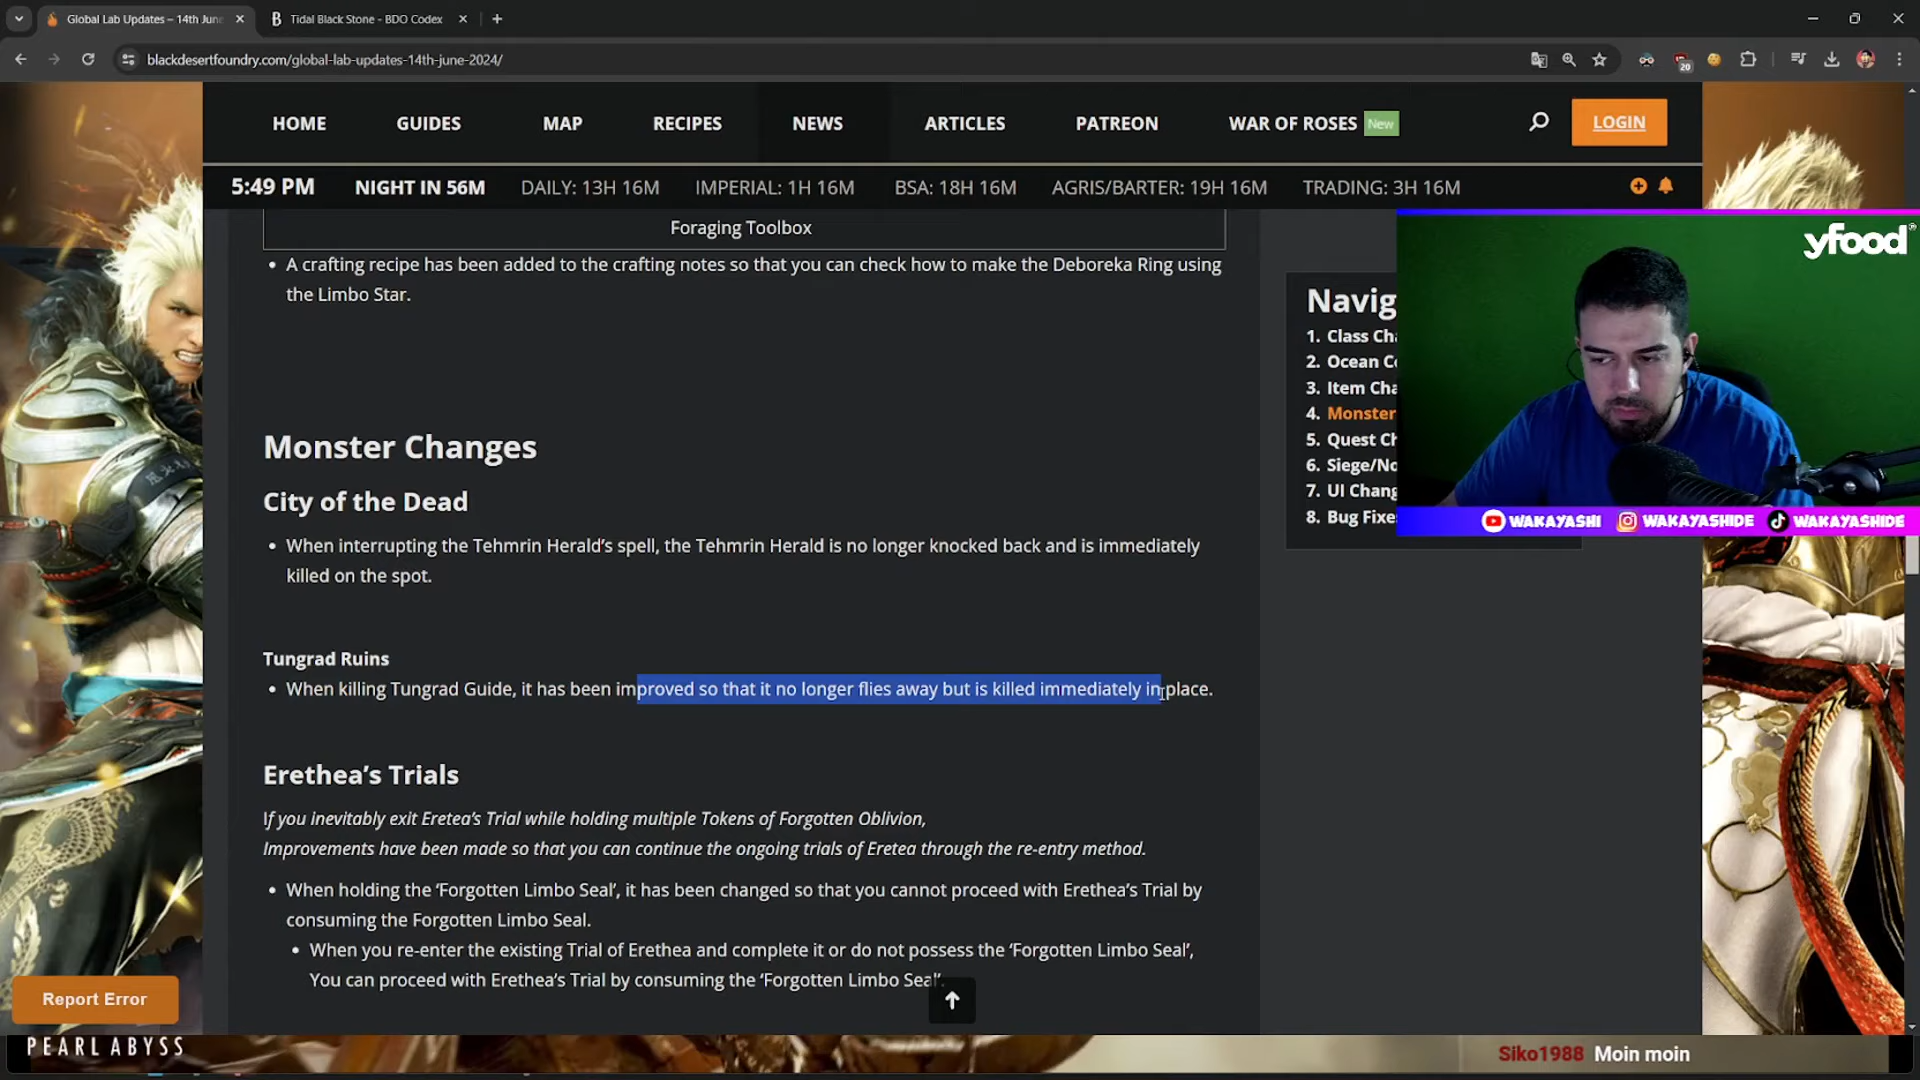 Global Lab Updates – 14th June
Tidal Black Stone - BDO Codex
blackdesertfoundry.com/global-lab-updates-14th-june-2024/
20
HOME
GUIDES
MAP
RECIPES
NEWS
ARTICLES
PATREON
WAR OF ROSES New
LOGIN
5:49 PM
NIGHT IN 56M
DAILY: 13H 16M
IMPERIAL: 1H 16M
BSA: 18H 16M
AGRIS/BARTER: 19H 16M
TRADING: 3H 16M
Foraging Toolbox
• A crafting recipe has been added to the crafting notes so that you can check how to make the Deboreka Ring using
the Limbo Star.
Monster Changes
City of the Dead
• When interrupting the Tehmrin Herald’s spell, the Tehmrin Herald is no longer knocked back and is immediately
killed on the spot.
Tungrad Ruins
• When killing Tungrad Guide, it has been improved so that it no longer flies away but is killed immediately in place.
Erethea’s Trials
If you inevitably exit Eretea’s Trial while holding multiple Tokens of Forgotten Oblivion,
Improvements have been made so that you can continue the ongoing trials of Eretea through the re-entry method.
• When holding the ‘Forgotten Limbo Seal’, it has been changed so that you cannot proceed with Erethea’s Trial by
consuming the Forgotten Limbo Seal.
• When you re-enter the existing Trial of Erethea and complete it or do not possess the ‘Forgotten Limbo Seal’,
You can proceed with Erethea’s Trial by consuming the ‘Forgotten Limbo Seal’.
Navig
1. Class Cha
2. Ocean Co
3. Item Cha
4. Monster
5. Quest Ch
6. Siege/No
7. UI Chang
8. Bug Fixe
yfood
WAKAYASHI
WAKAYASHIDE
WAKAYASHIDE
Report Error
PEARL ABYSS
Siko1988 Moin moin